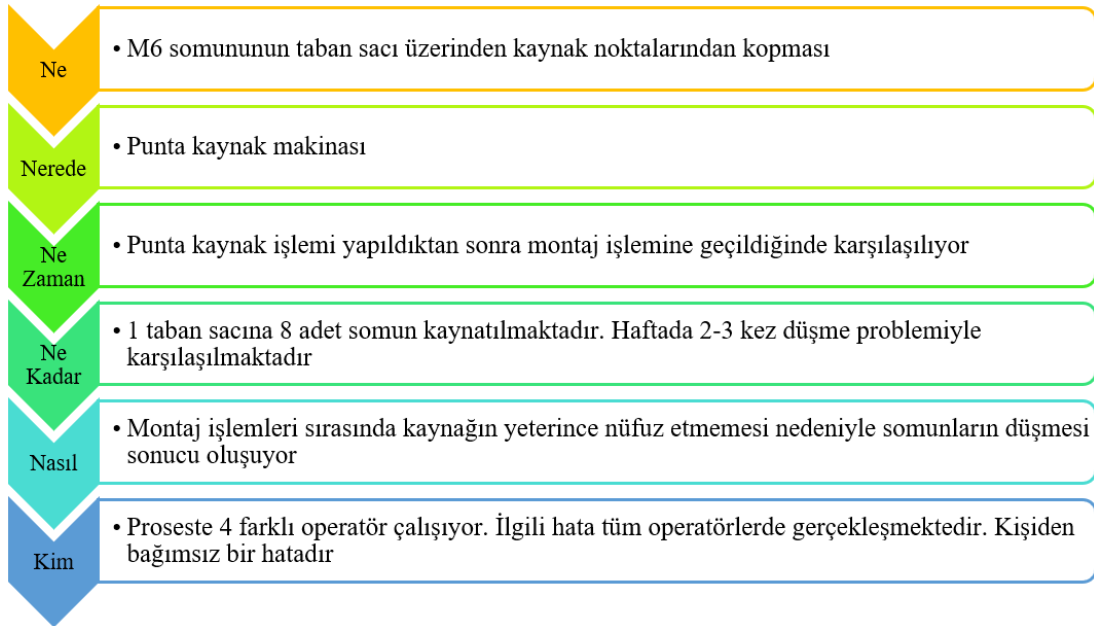 Ne
• M6 somununun taban sacı üzerinden kaynak noktalarından kopması
Nerede
• Punta kaynak makinası
Ne
Zaman
• Punta kaynak işlemi yapıldıktan sonra montaj işlemine geçildiğinde karşılaşılıyor
Ne
Kadar
• 1 taban sacına 8 adet somun kaynatılmaktadır. Haftada 2-3 kez düşme problemiyle
karşılaşılmaktadır
Nasıl
• Montaj işlemleri sırasında kaynağın yeterince nüfuz etmemesi nedeniyle somunların düşmesi
sonucu oluşuyor
Kim
• Proseste 4 farklı operatör çalışıyor. İlgili hata tüm operatörlerde gerçekleşmektedir. Kişiden
bağımsız bir hatadır